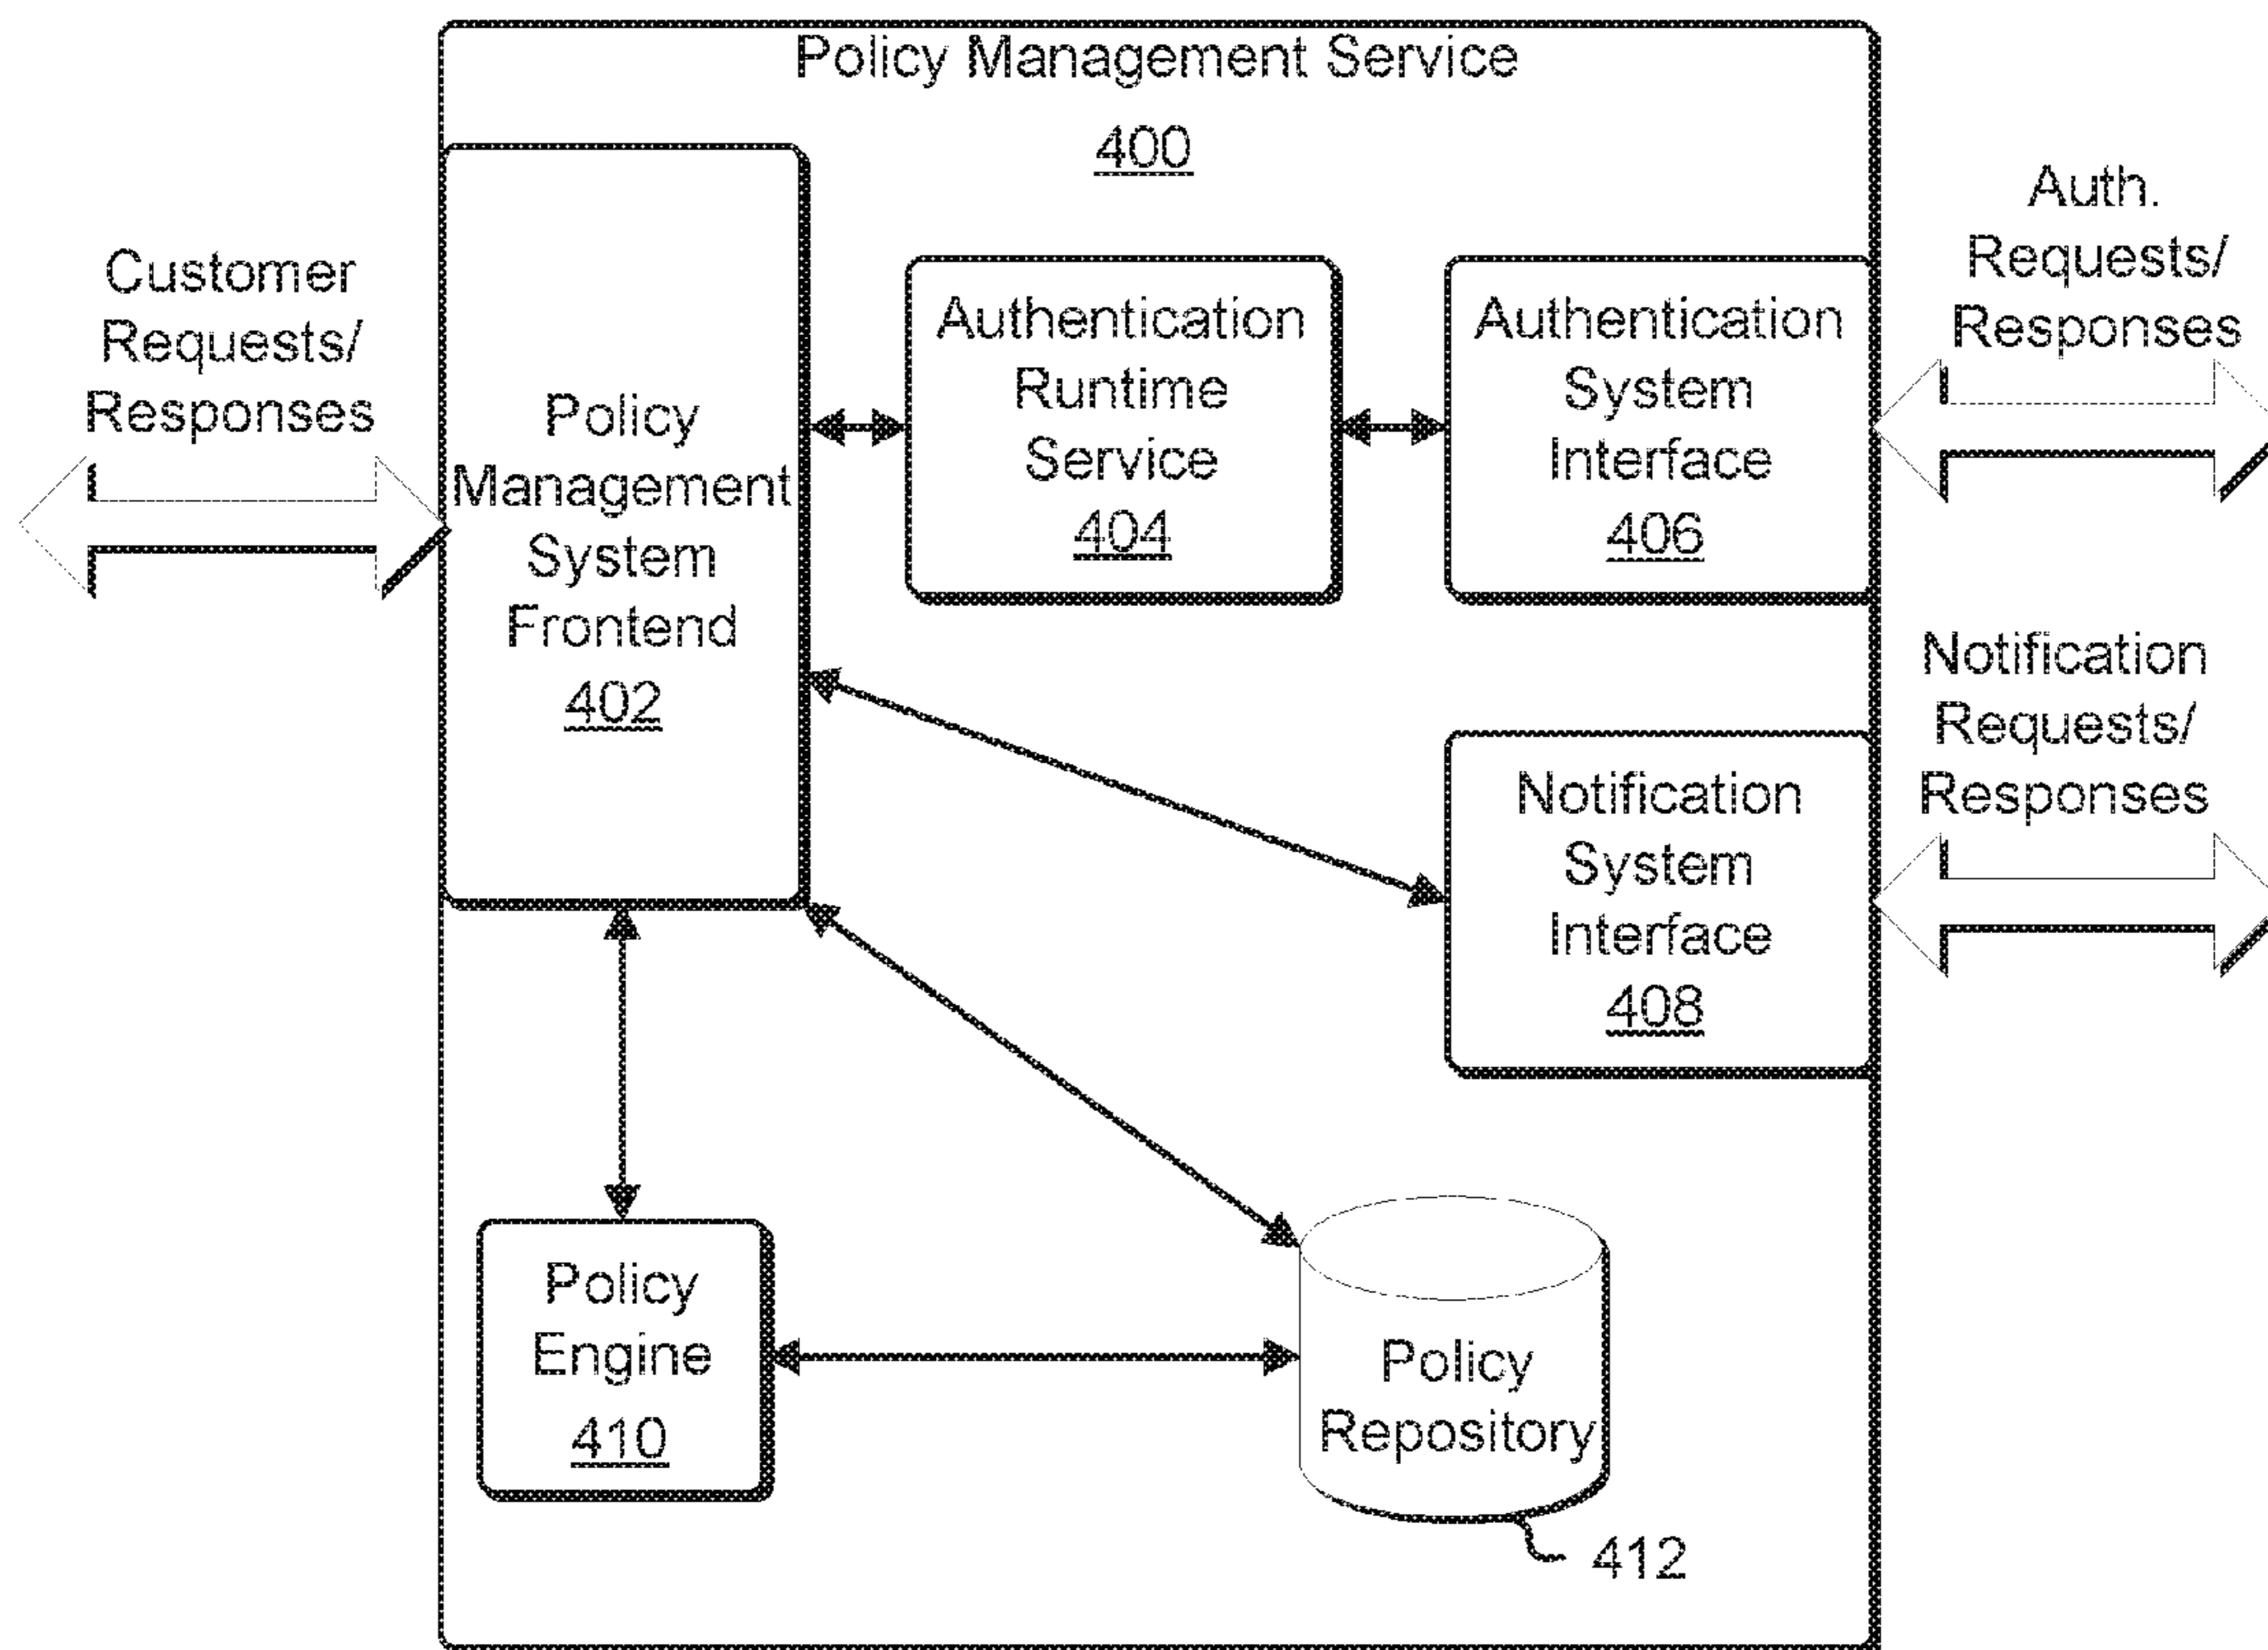 Policy Management Service
400
Customer
Requests/
Responses
Policy
Management
System
Frontend
402
Authentication
Runtime
Service
404
Authentication
System
Interface
406
Auth.
Requests/
Responses
Notification
System
Interface
408
Notification
Requests/
Responses
Policy
Engine
410
Policy
Repository
412